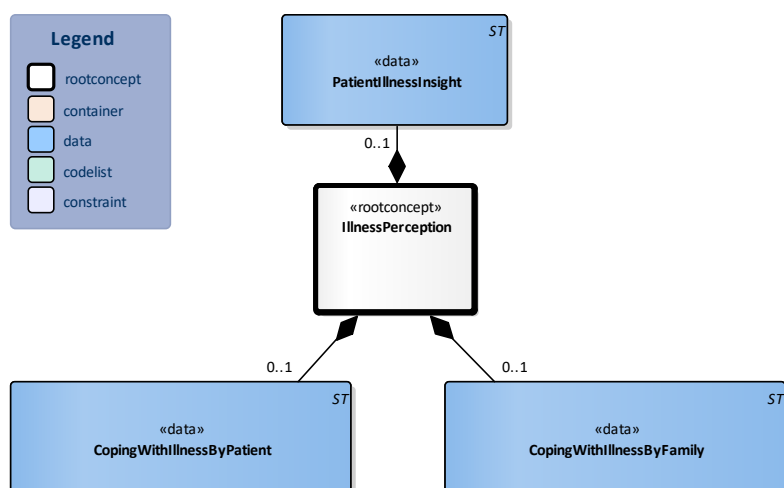 Legend
rootconcept
container
data
codelist
constraint
ST
«data»
PatientIllnessInsight
0..1
«rootconcept»
IllnessPerception
0..1
0..1
ST
«data»
CopingWithIllnessByPatient
ST
«data»
CopingWithIllnessByFamily